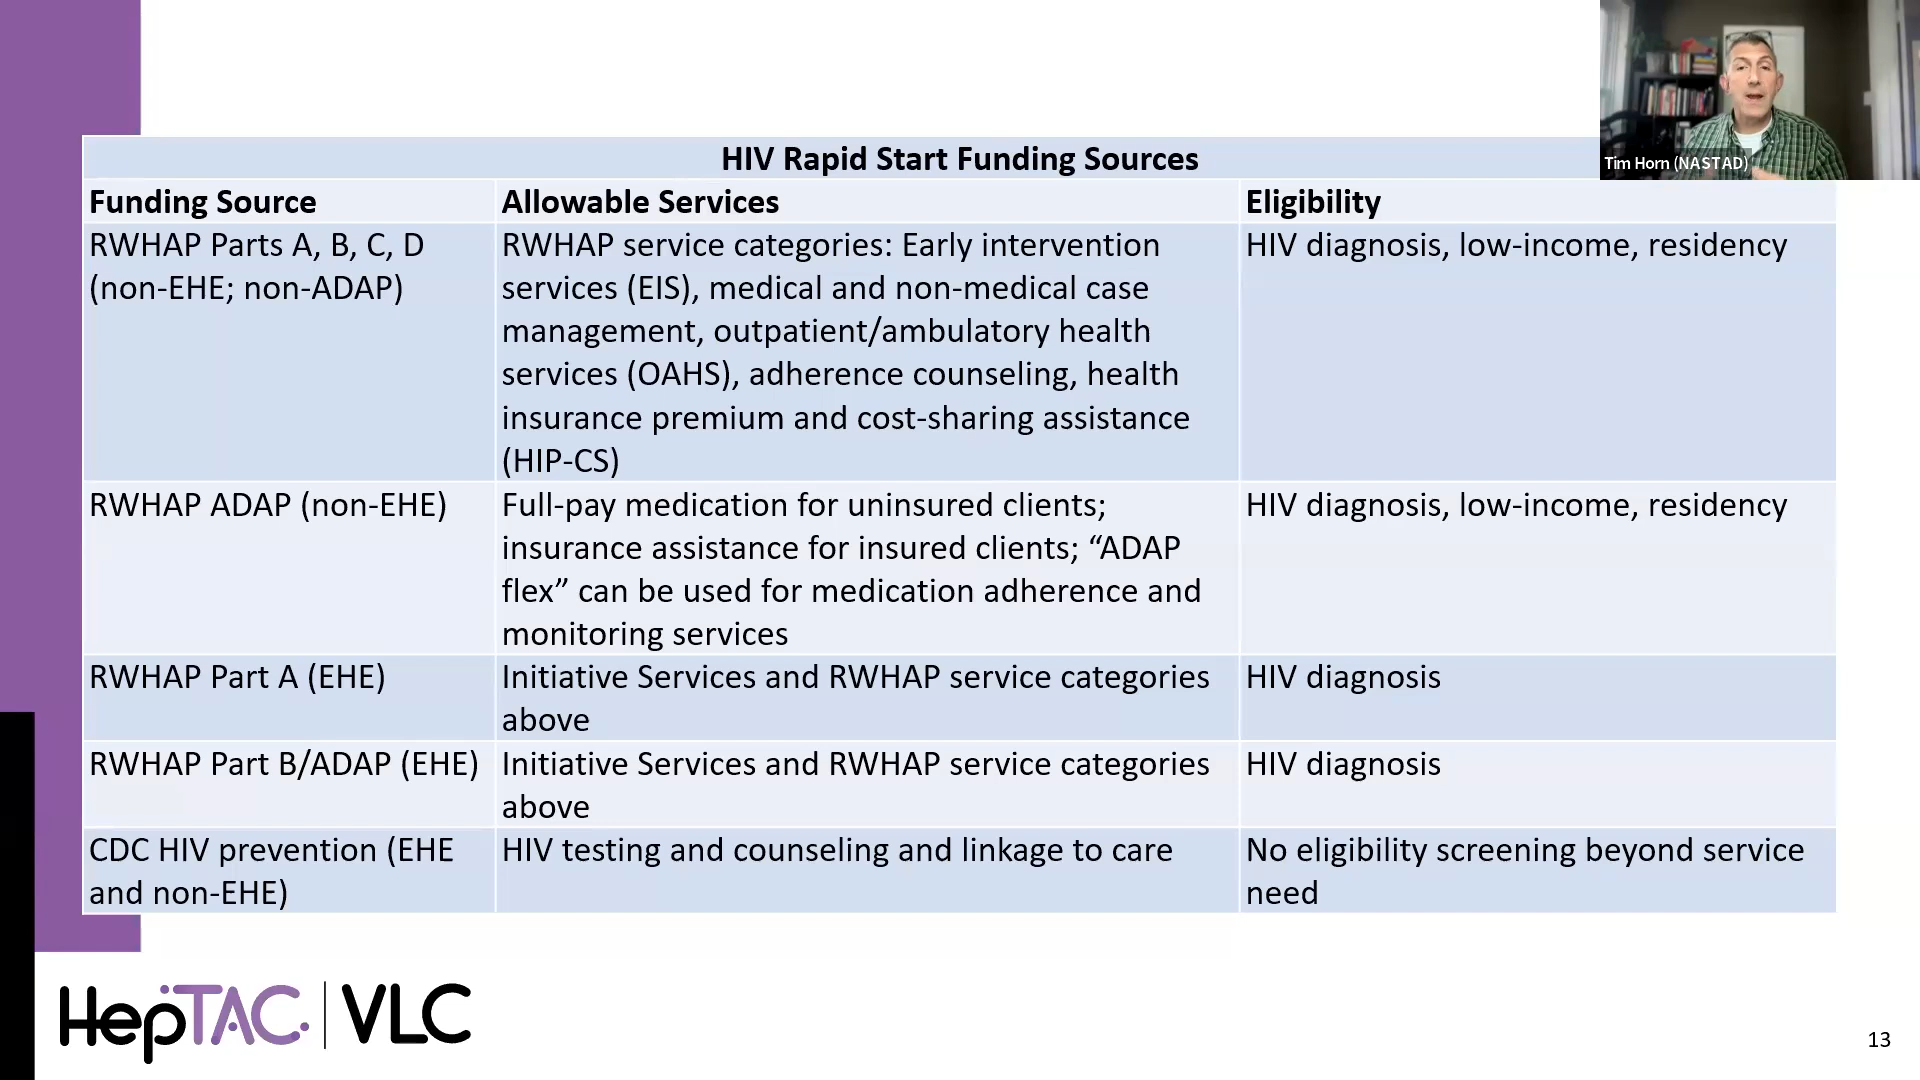 Tim Horn (NASTAD)
HIV Rapid Start Funding Sources
Funding Source
Allowable Services
Eligibility
RWHAP Parts A, B, C, D
(non-EHE; non-ADAP)
RWHAP service categories: Early intervention
services (EIS), medical and non-medical case
management, outpatient/ambulatory health
services (OAHS), adherence counseling, health
insurance premium and cost-sharing assistance
(HIP-CS)
HIV diagnosis, low-income, residency
RWHAP ADAP (non-EHE)
Full-pay medication for uninsured clients;
insurance assistance for insured clients; “ADAP
flex” can be used for medication adherence and
monitoring services
HIV diagnosis, low-income, residency
RWHAP Part A (EHE)
Initiative Services and RWHAP service categories
above
HIV diagnosis
RWHAP Part B/ADAP (EHE)
Initiative Services and RWHAP service categories
above
HIV diagnosis
CDC HIV prevention (EHE
and non-EHE)
HIV testing and counseling and linkage to care
No eligibility screening beyond service
need
HepTAC | VLC
13